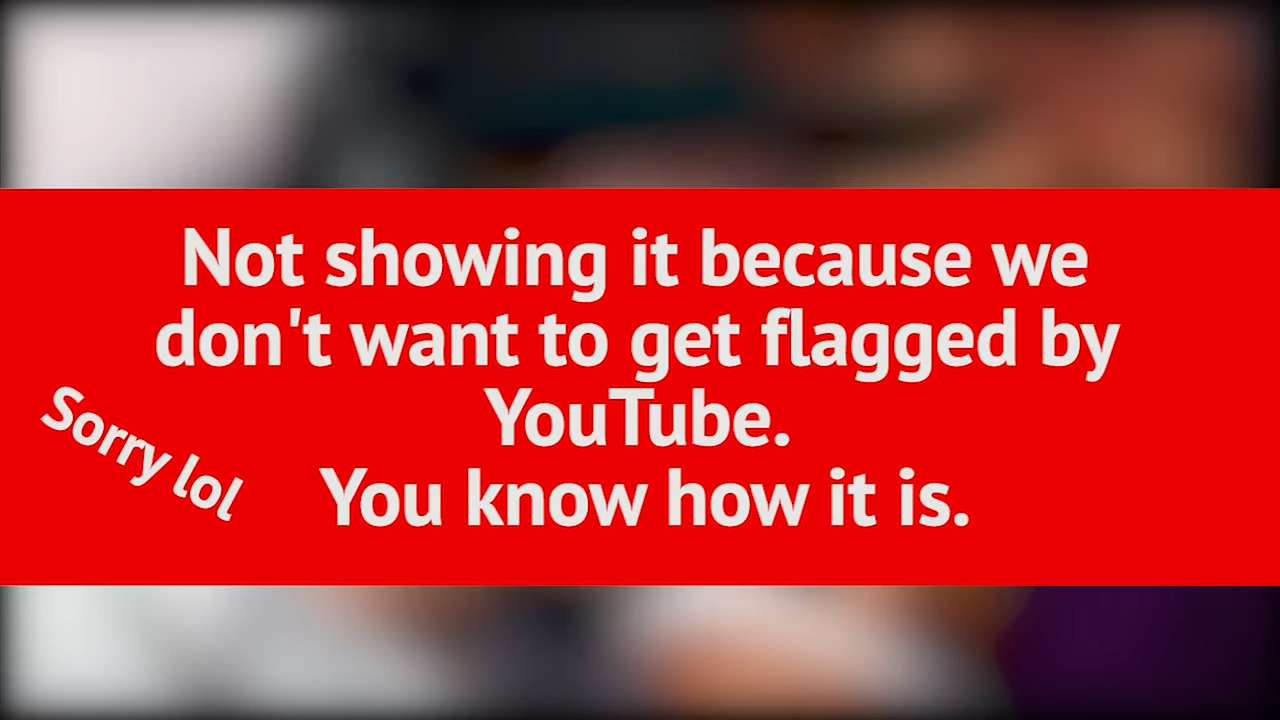 Not showing it because we
don't want to get flagged by
YouTube.
You know how it is.
Sorry lol